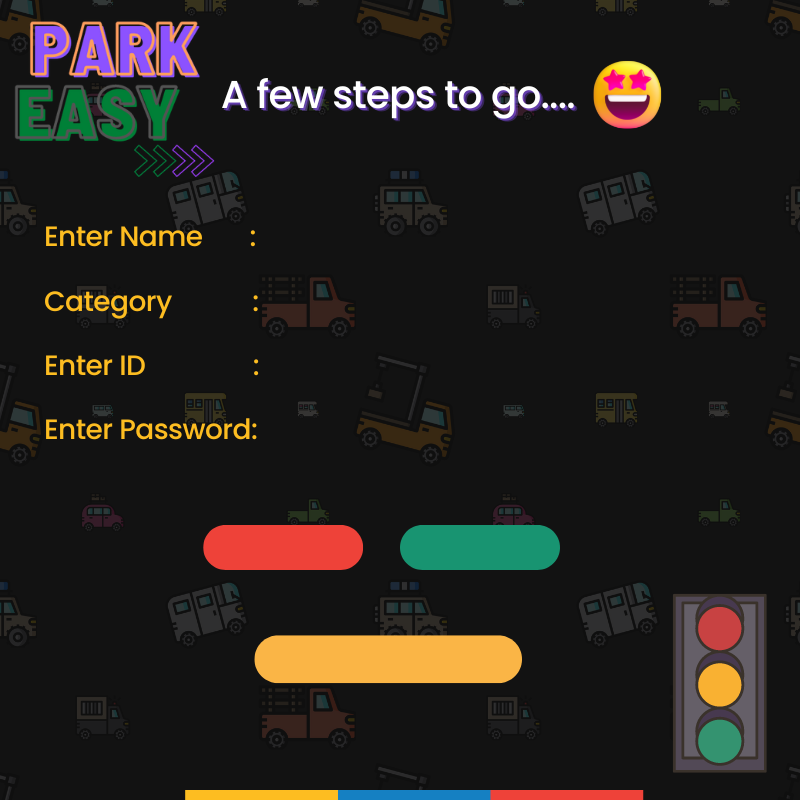 PARK
EASY
A few steps to go....
Enter Name :
Category :
Enter ID :
Enter Password: